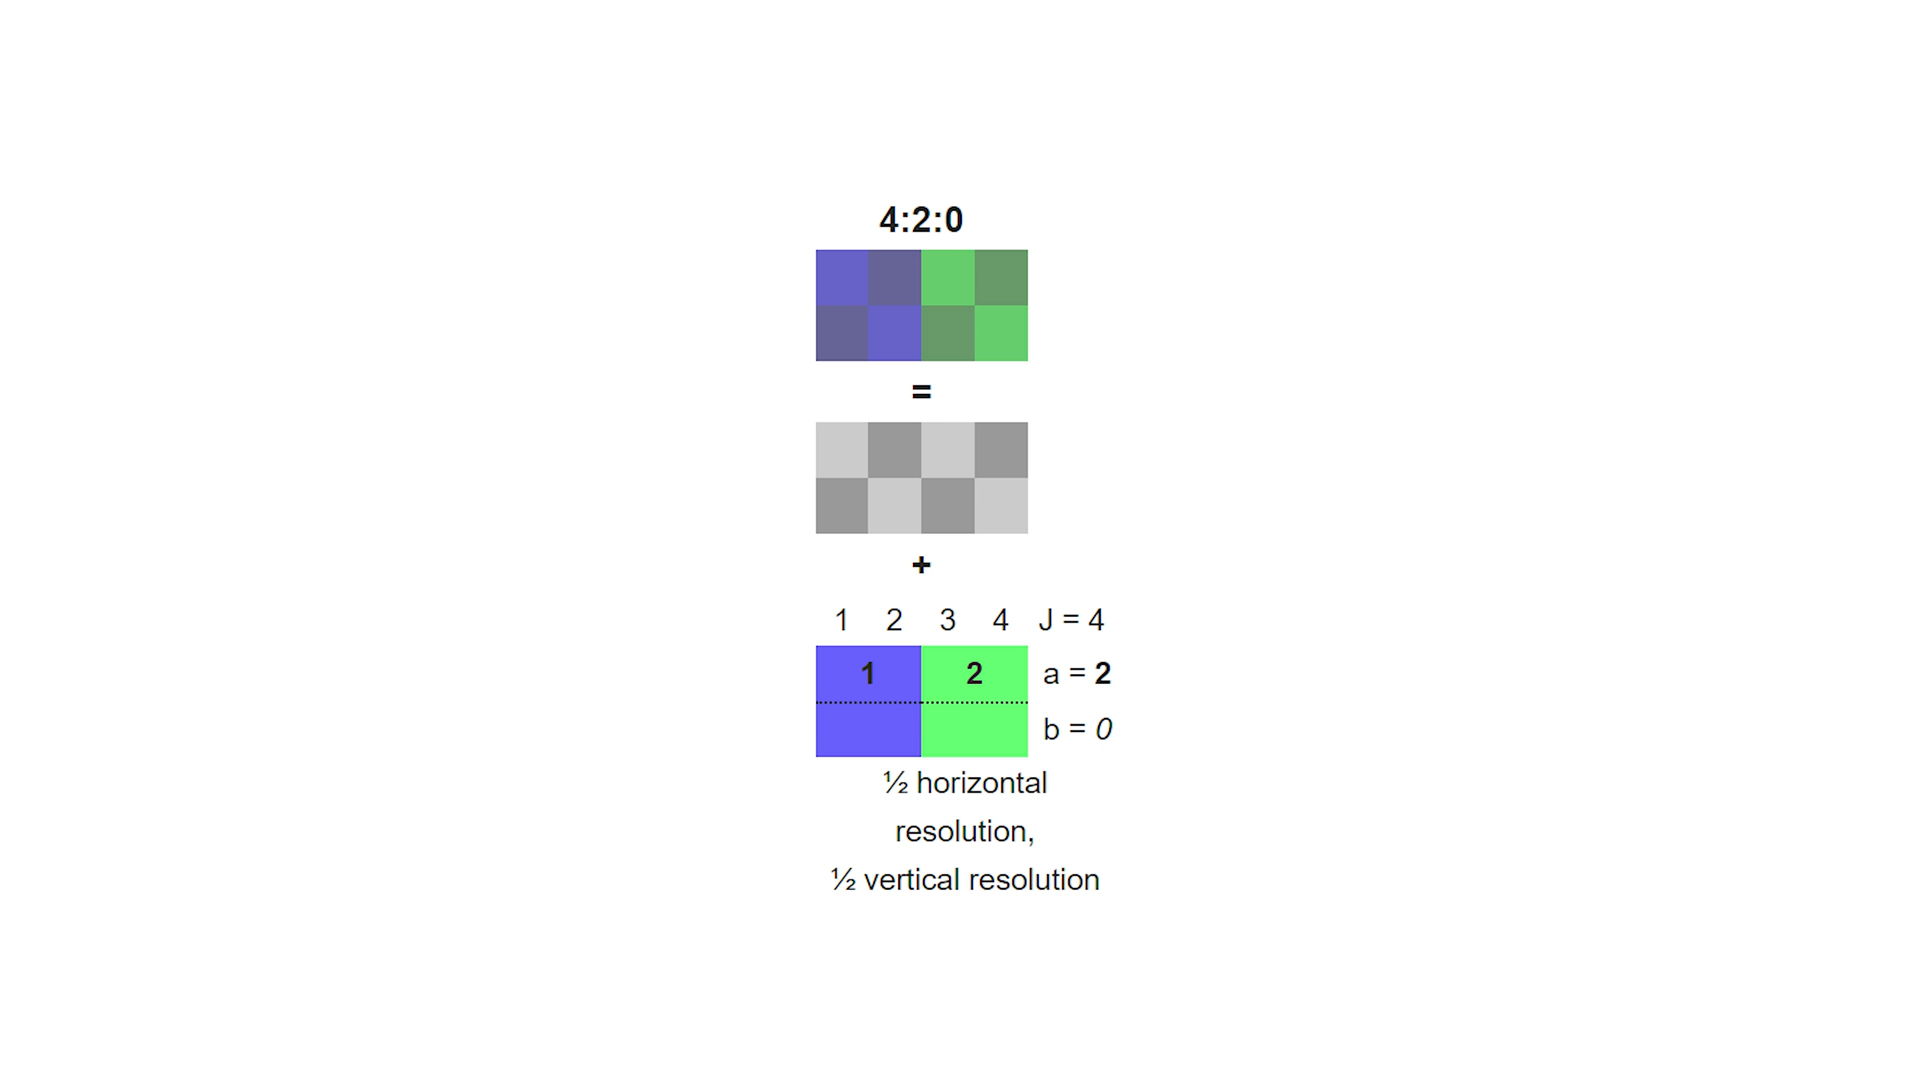 4:2:0
=
+
1 2 3 4 J = 4
1 2 a = 2
b = 0
½ horizontal
resolution,
½ vertical resolution